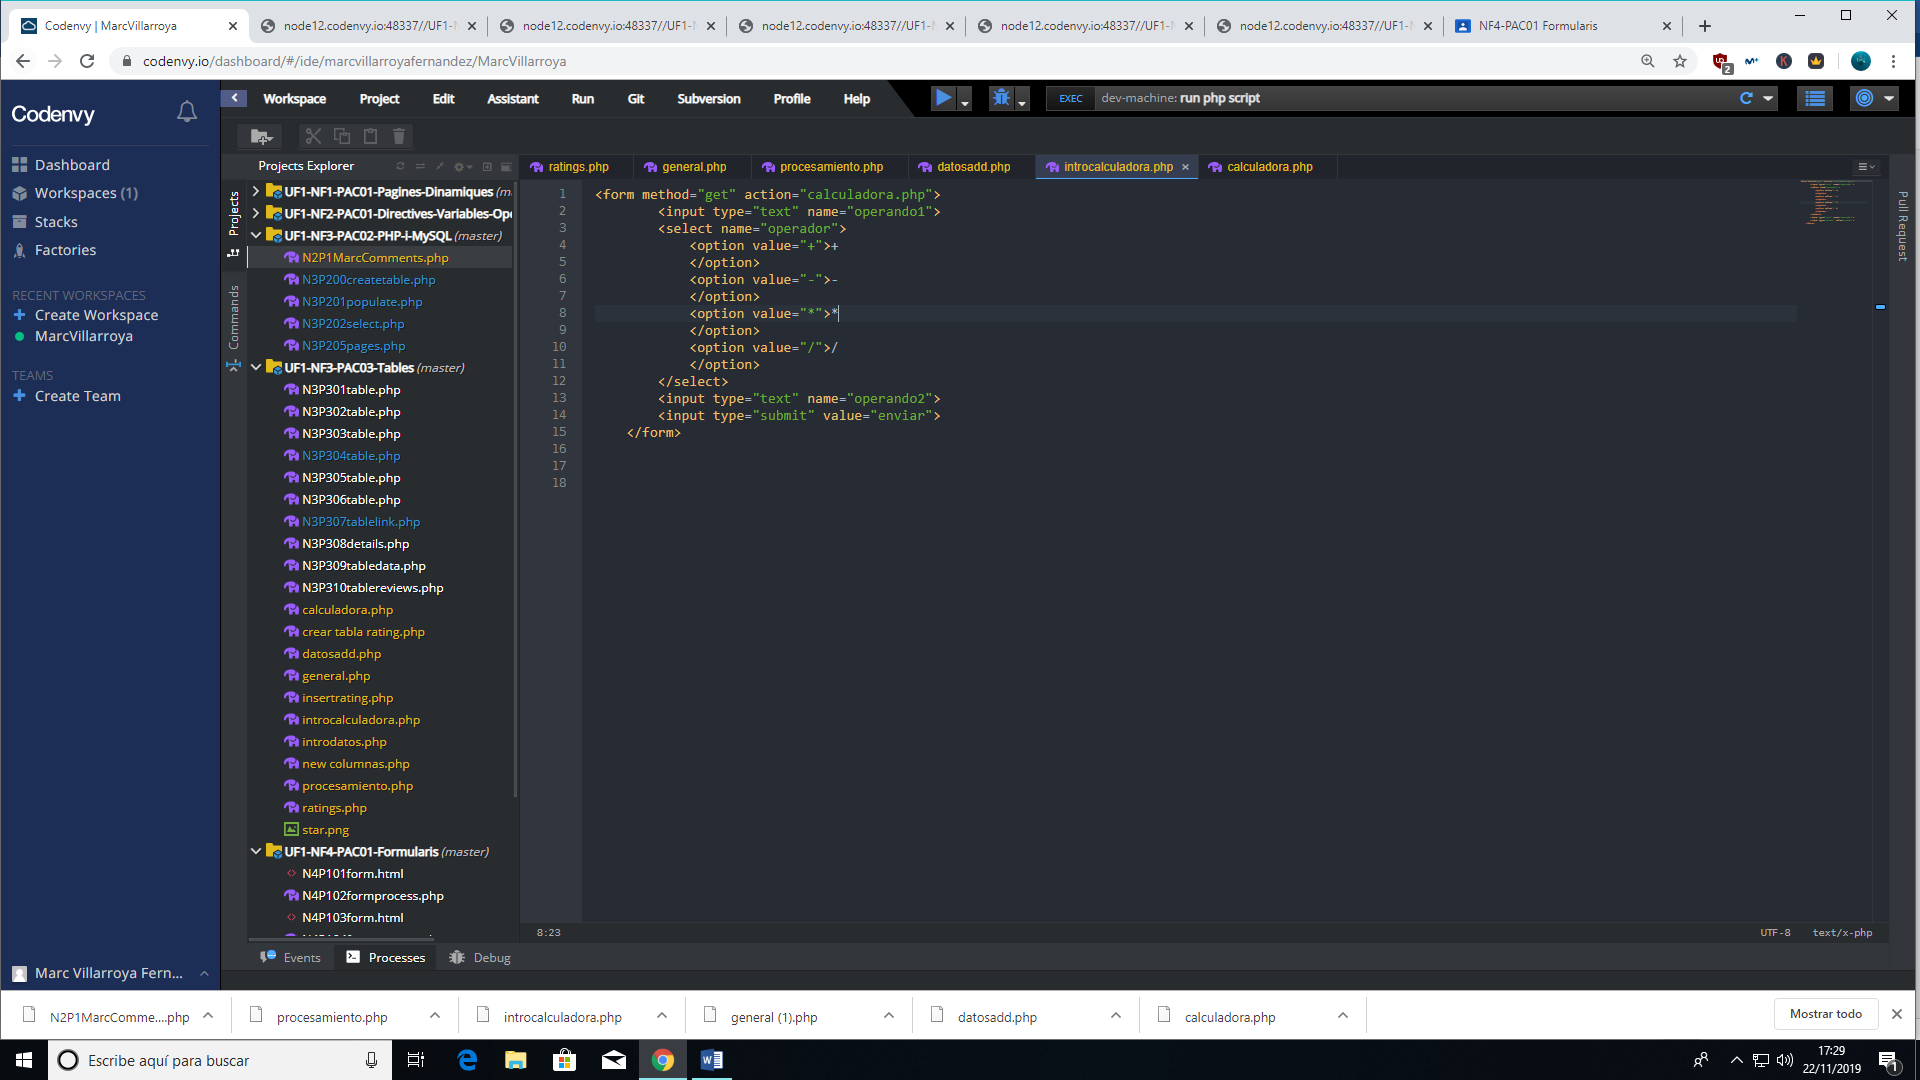 Codenvy | MarcVillarroya
node12.codenvy.io:48337//UF1-
node12.codenvy.io:48337//UF1-
node12.codenvy.io:48337//UF1-
node12.codenvy.io:48337//UF1-
node12.codenvy.io:48337//UF1-
NF4-PAC01 Formularis
codenvy.io/dashboard/#/ide/marcvillarroyafernandez/MarcVillarroya
2
K
Codenvy
Dashboard
Workspaces (1)
Stacks
Factories
RECENT WORKSPACES
Create Workspace
MarcVillarroya
TEAMS
Create Team
Marc Villarroya Fern...
Workspace Project Edit Assistant Run Git Subversion Profile Help
EXEC dev-machine: run php script
Projects
Commands
Projects Explorer
UF1-NF1-PAC01-Pagines-Dinamiques (m
UF1-NF2-PAC01-Directives-Variables-Ope
UF1-NF3-PAC02-PHP-i-MySQL (master)
N2P1MarcComments.php
N3P200createtable.php
N3P201populate.php
N3P202select.php
N3P205pages.php
UF1-NF3-PAC03-Tables (master)
N3P301table.php
N3P302table.php
N3P303table.php
N3P304table.php
N3P305table.php
N3P306table.php
N3P307tablelink.php
N3P308details.php
N3P309tabledata.php
N3P310tablereviews.php
calculadora.php
crear tabla rating.php
datosadd.php
general.php
insertrating.php
introcalculadora.php
introdatos.php
new columnas.php
procesamiento.php
ratings.php
star.png
UF1-NF4-PAC01-Formularis (master)
N4P101form.html
N4P102formprocess.php
N4P103form.html
ratings.php general.php procesamiento.php datosadd.php introcalculadora.php calculadora.php
1 <form method="get" action="calculadora.php">
2 <input type="text" name="operando1">
3 <select name="operador">
4 <option value="+">+
5 </option>
6 <option value="-">-
7 </option>
8 <option value="*">*
9 </option>
10 <option value="/">/
11 </option>
12 </select>
13 <input type="text" name="operando2">
14 <input type="submit" value="enviar">
15 </form>
16
17
18
8:23
UTF-8 text/x-php
Pull Request
Events Processes Debug
N2P1MarcComme....php
procesamiento.php
introcalculadora.php
general (1).php
datosadd.php
calculadora.php
Mostrar todo
Escribe aquí para buscar
17:29
22/11/2019
1